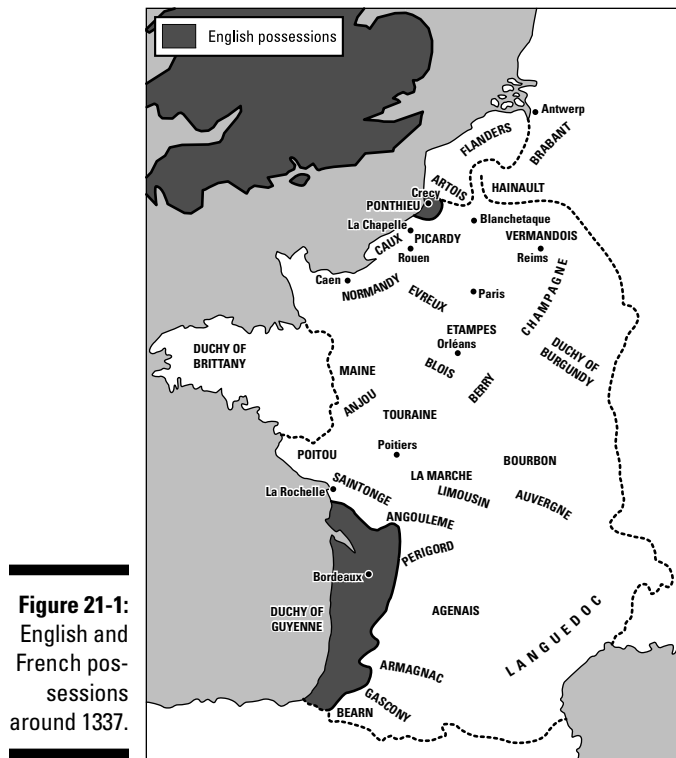 English possessions
Antwerp
FLANDERS
BRABANT
ARTOIS
HAINAULT
Crecy
PONTHIEU
La Chapelle
Blanchetaque
CAUX
PICARDY
VERMANDOIS
Rouen
Reims
Caen
NORMANDY
EVREUX
Paris
CHAMPAGNE
ETAMPES
Orléans
DUCHY OF
BRITTANY
MAINE
BLOIS
BERRY
DUCHY OF
BURGUNDY
ANJOU
TOURAINE
Poitiers
POITOU
LA MARCHE
BOURBON
La Rochelle
SAINTONGE
LIMOUSIN
AUVERGNE
ANGOULEME
PERIGORD
Bordeaux
DUCHY OF
GUYENNE
AGENAIS
LANGUEDOC
ARMAGNAC
GASCONY
BEARN
Figure 21-1:
English and
French pos-
sessions
around 1337.